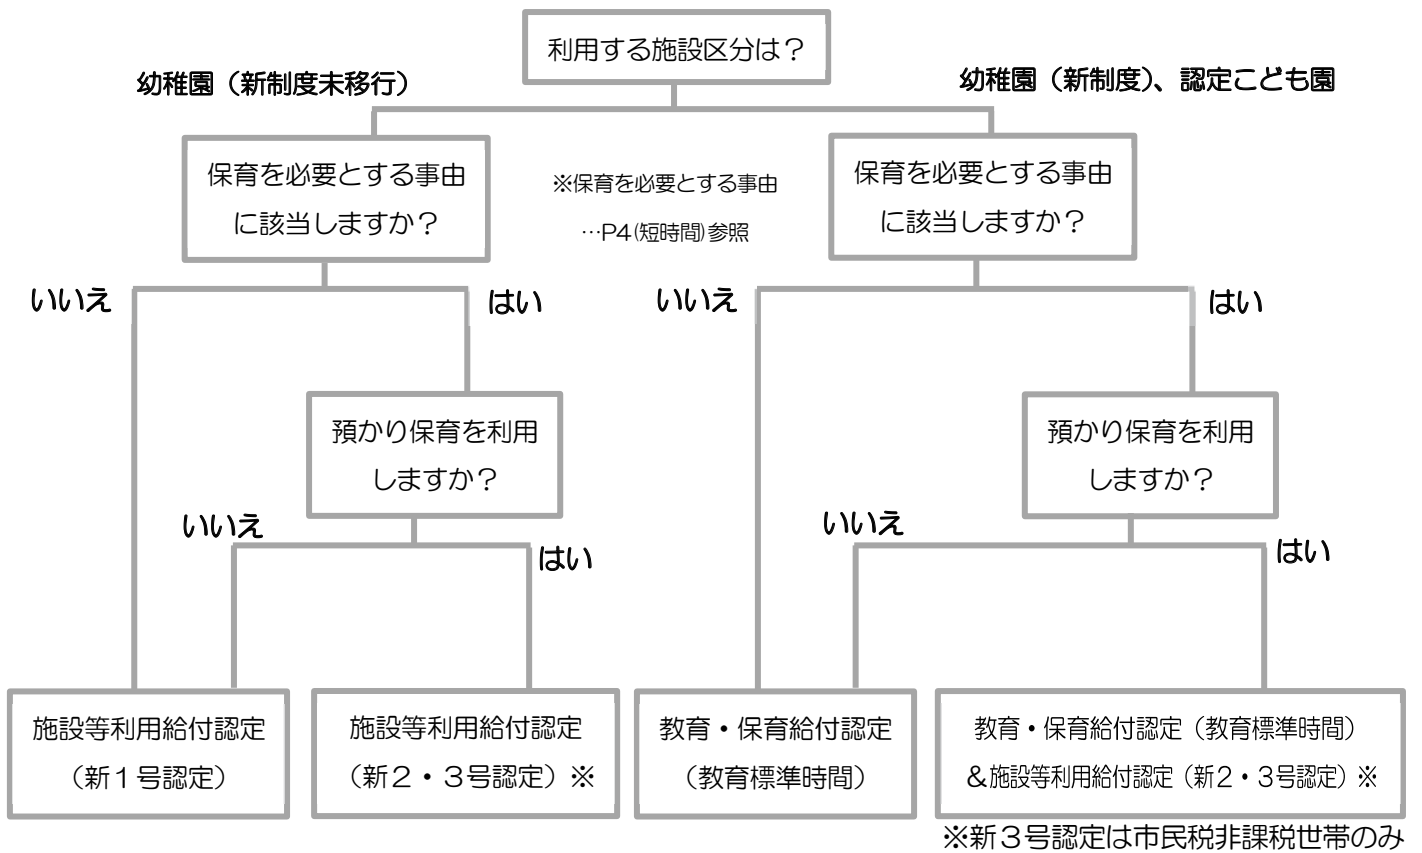 利用する施設区分は？
幼稚園（新制度未移行）
幼稚園（新制度）、認定こども園
保育を必要とする事由
に該当しますか？
※保育を必要とする事由
…P4(短時間)参照
保育を必要とする事由
に該当しますか？
いいえ
はい
いいえ
はい
預かり保育を利用
しますか？
預かり保育を利用
しますか？
いいえ
はい
いいえ
はい
施設等利用給付認定
（新１号認定）
施設等利用給付認定
（新２・３号認定）※
教育・保育給付認定
（教育標準時間）
教育・保育給付認定（教育標準時間）
＆施設等利用給付認定（新２・３号認定）※
※新３号認定は市民税非課税世帯のみ